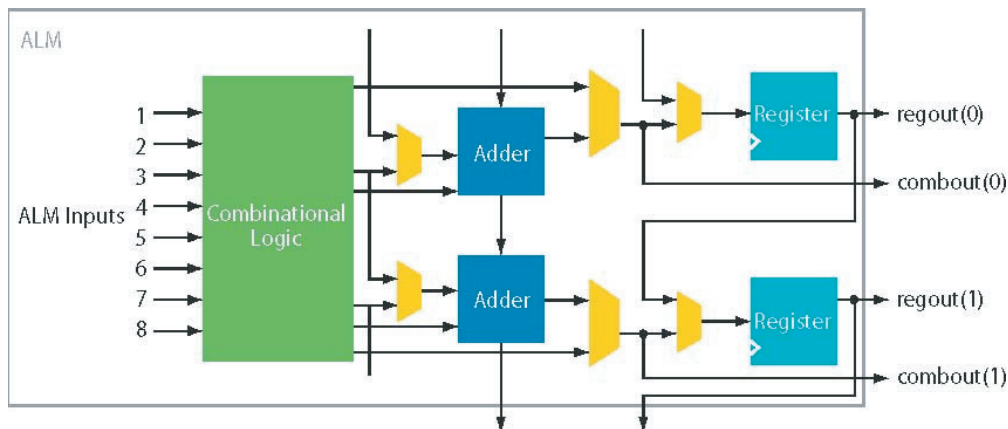 ALM
1
2
3
ALM Inputs
4
5
6
7
8
Combinational
Logic
Adder
Adder
Register
Register
regout(0)
combout(0)
regout(1)
combout(1)